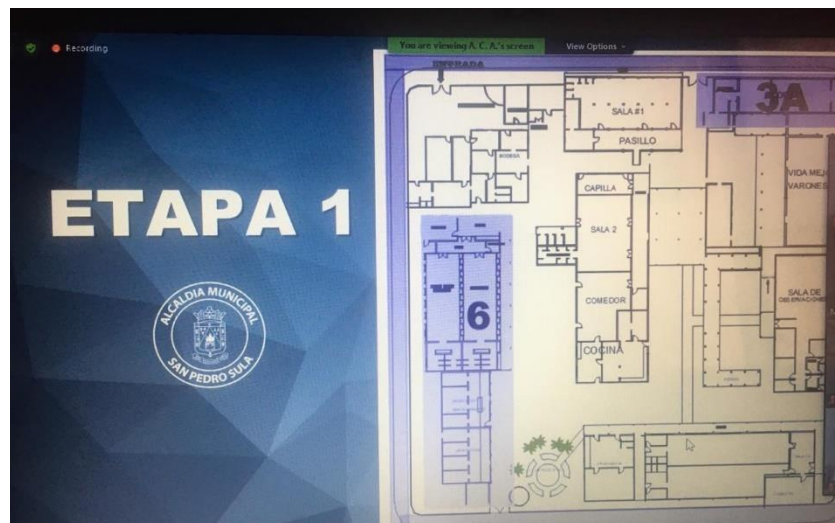 Recording
You are viewing A. C. A.'s screen
View Options
ETAPA 1
ALCALDIA MUNICIPAL
SAN PEDRO SULA
ENTRADA
SALA #1
PASILLO
3A
VIDA MEJ
VARONES
BODEGA
CAPILLA
SALA 2
COMEDOR
COCINA
6
SALA DE
OBSERVACIONES